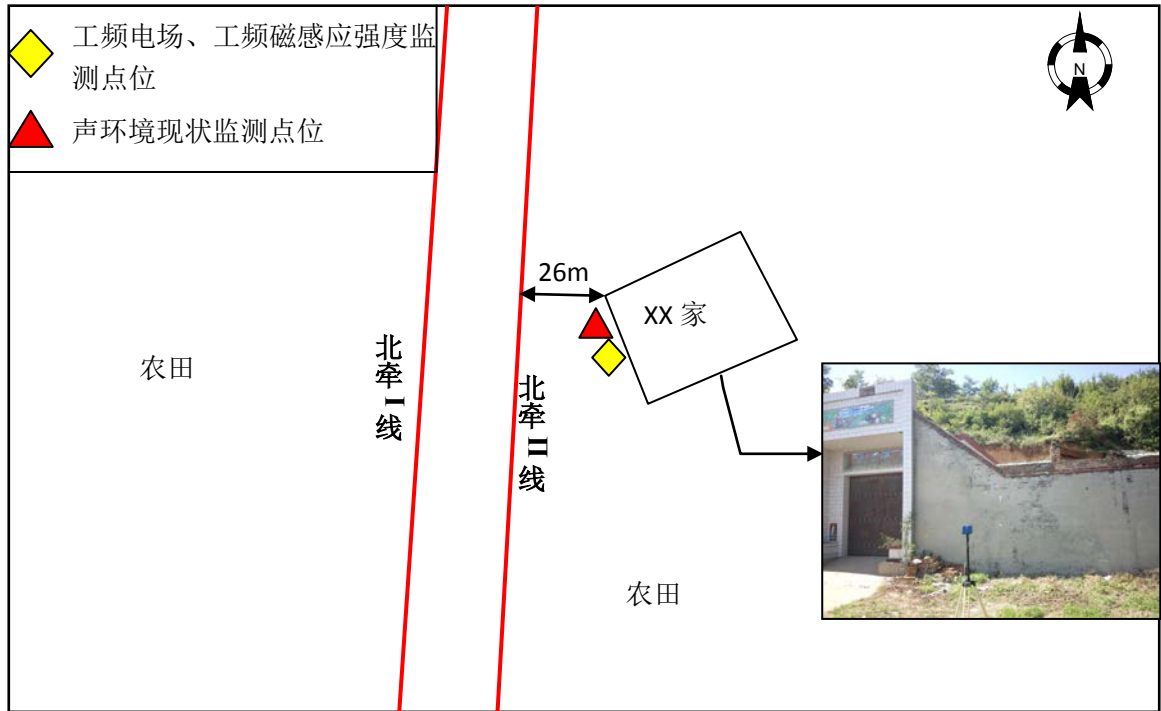 工频电场、工频磁感应强度监
测点位
声环境现状监测点位
N
26m
XX 家
农田
北牵 I 线
北牵 II 线
农田